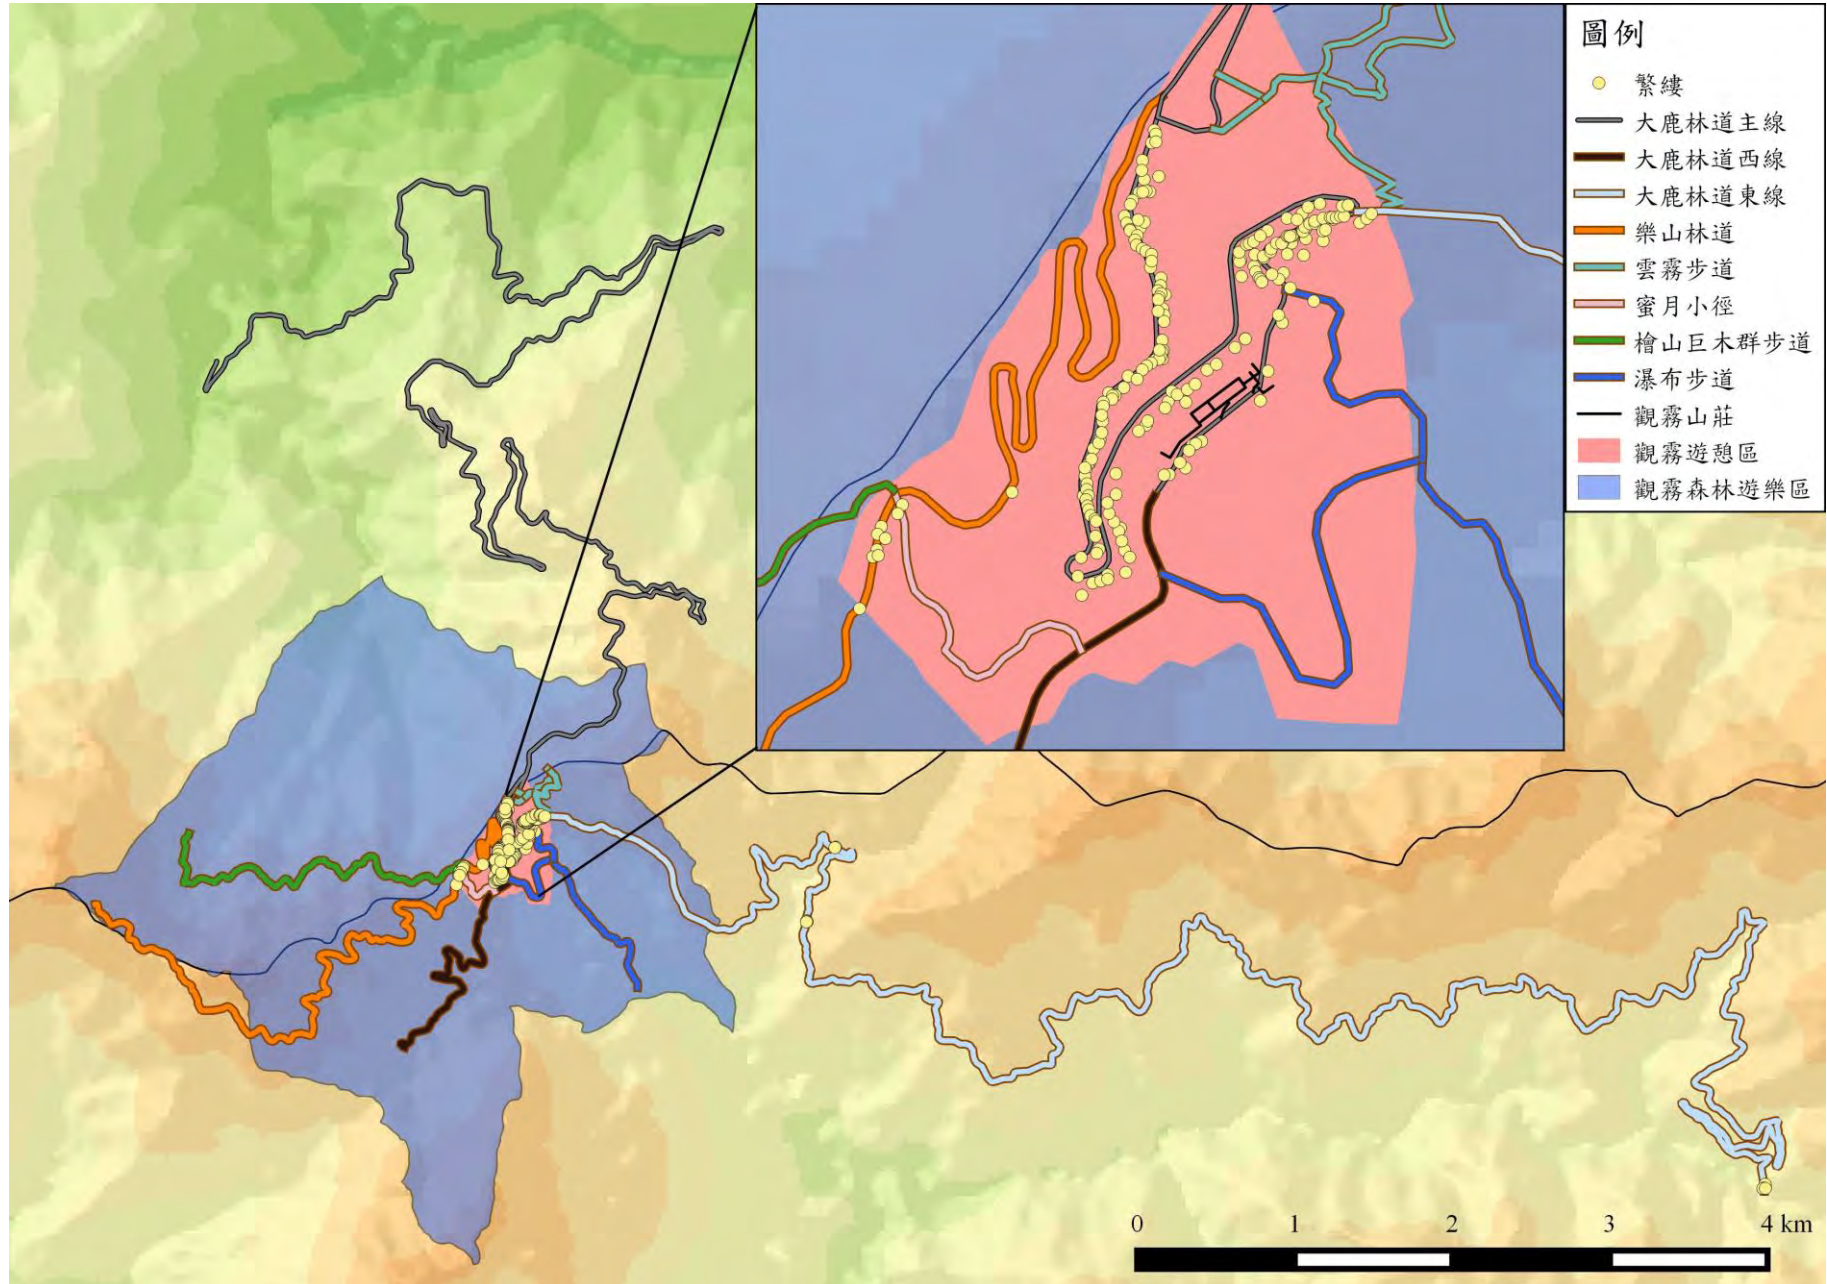 圖例
繁縷
大鹿林道主線
大鹿林道西線
大鹿林道東線
樂山林道
雲霧步道
蜜月小徑
檜山巨木群步道
瀑布步道
觀霧山莊
觀霧遊憩區
觀霧森林遊樂區
0 1 2 3 4 km